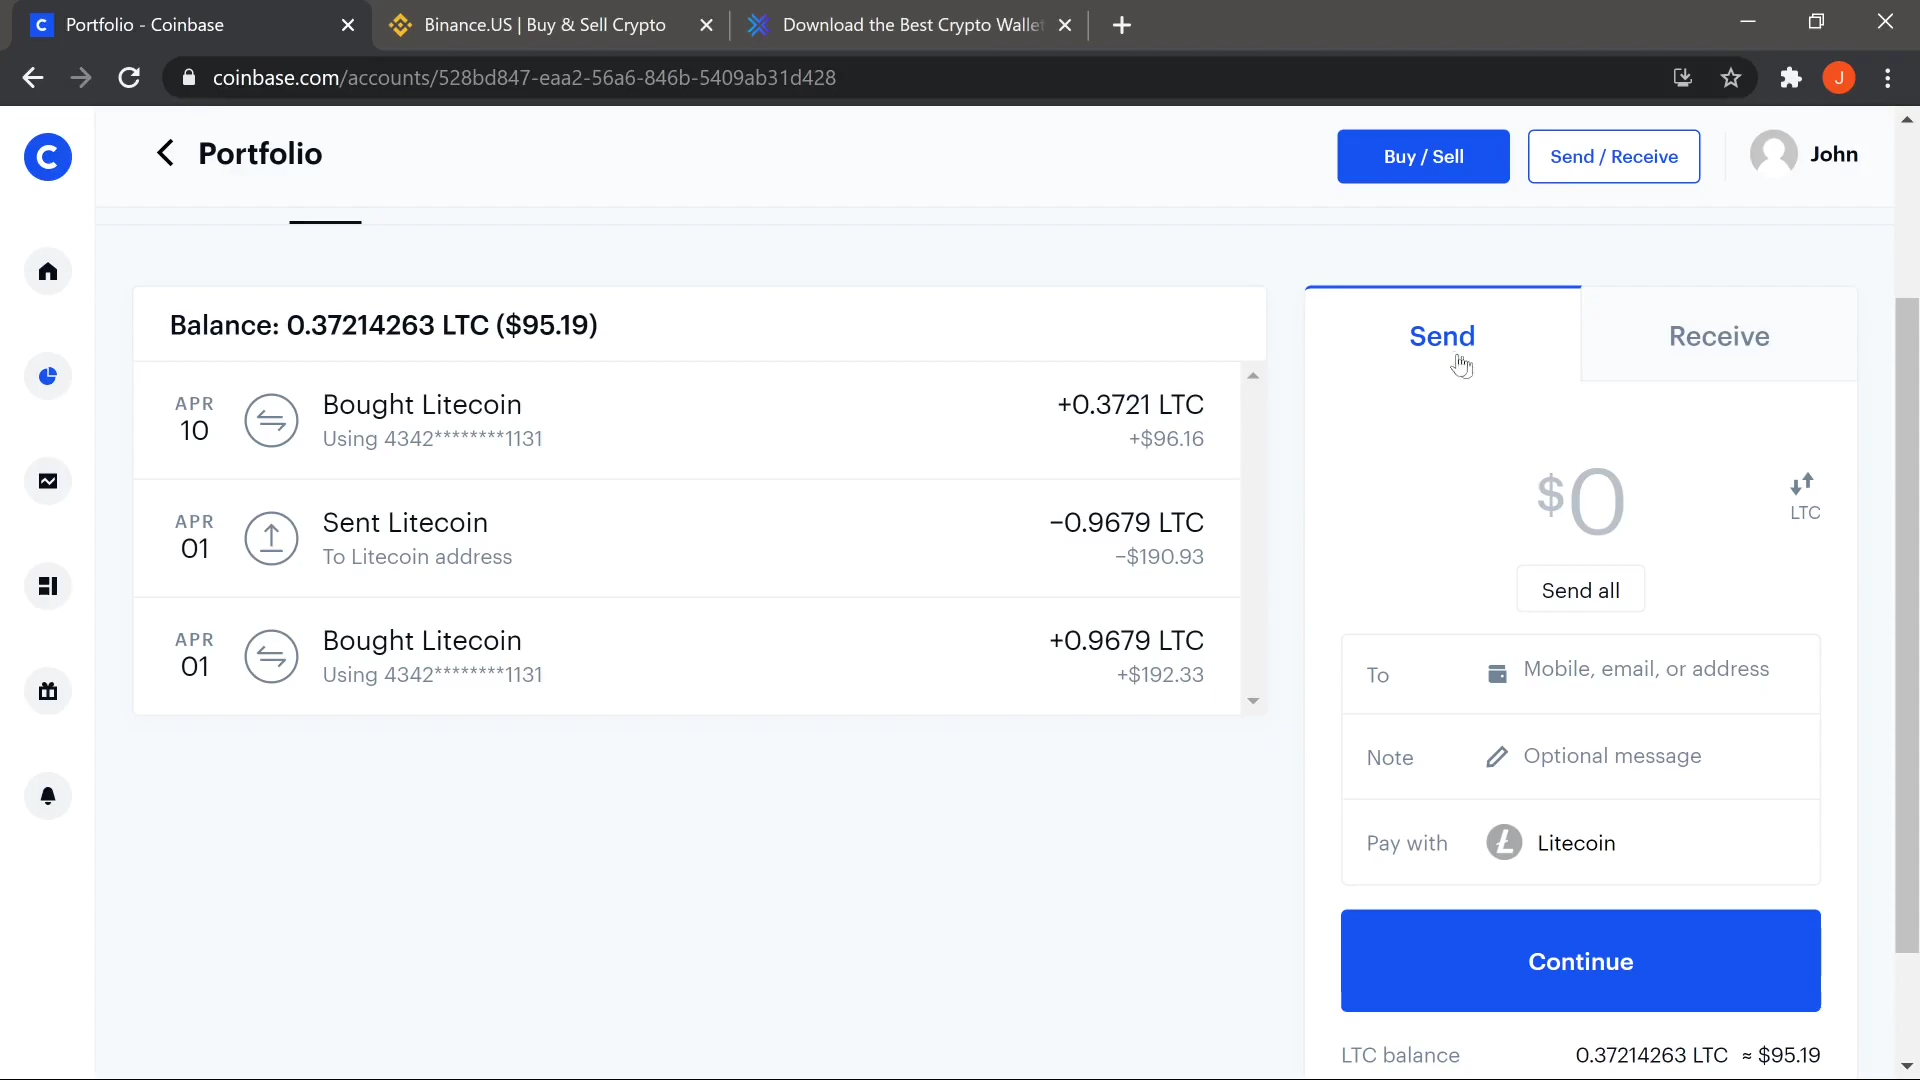 Portfolio - Coinbase
Binance.US | Buy & Sell Crypto
Download the Best Crypto Wallet
coinbase.com/accounts/528bd847-eaa2-56a6-846b-5409ab31d428
J
C
Portfolio
Buy / Sell
Send / Receive
John
Balance: 0.37214263 LTC ($95.19)
Send
Receive
APR
10
Bought Litecoin
Using 4342********1131
+0.3721 LTC
+$96.16
APR
01
Sent Litecoin
To Litecoin address
−0.9679 LTC
−$190.93
APR
01
Bought Litecoin
Using 4342********1131
+0.9679 LTC
+$192.33
$0
LTC
Send all
To
Mobile, email, or address
Note
Optional message
Pay with
Litecoin
Continue
LTC balance
0.37214263 LTC ≈ $95.19